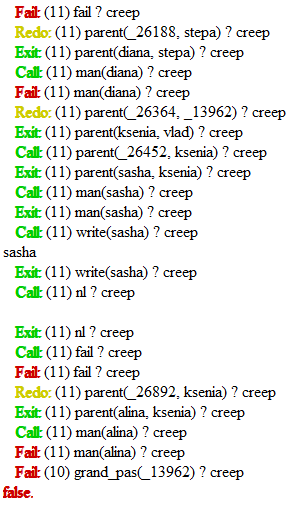 Fail: (11) fail ? creep
Redo: (11) parent(_26188, stepa) ? creep
Exit: (11) parent(diana, stepa) ? creep
Call: (11) man(diana) ? creep
Fail: (11) man(diana) ? creep
Redo: (11) parent(_26364, _13962) ? creep
Exit: (11) parent(ksenia, vlad) ? creep
Call: (11) parent(_26452, ksenia) ? creep
Exit: (11) parent(sasha, ksenia) ? creep
Call: (11) man(sasha) ? creep
Exit: (11) man(sasha) ? creep
Call: (11) write(sasha) ? creep
sasha
Exit: (11) write(sasha) ? creep
Call: (11) nl ? creep
Exit: (11) nl ? creep
Call: (11) fail ? creep
Fail: (11) fail ? creep
Redo: (11) parent(_26892, ksenia) ? creep
Exit: (11) parent(alina, ksenia) ? creep
Call: (11) man(alina) ? creep
Fail: (11) man(alina) ? creep
Fail: (10) grand_pas(_13962) ? creep
false.